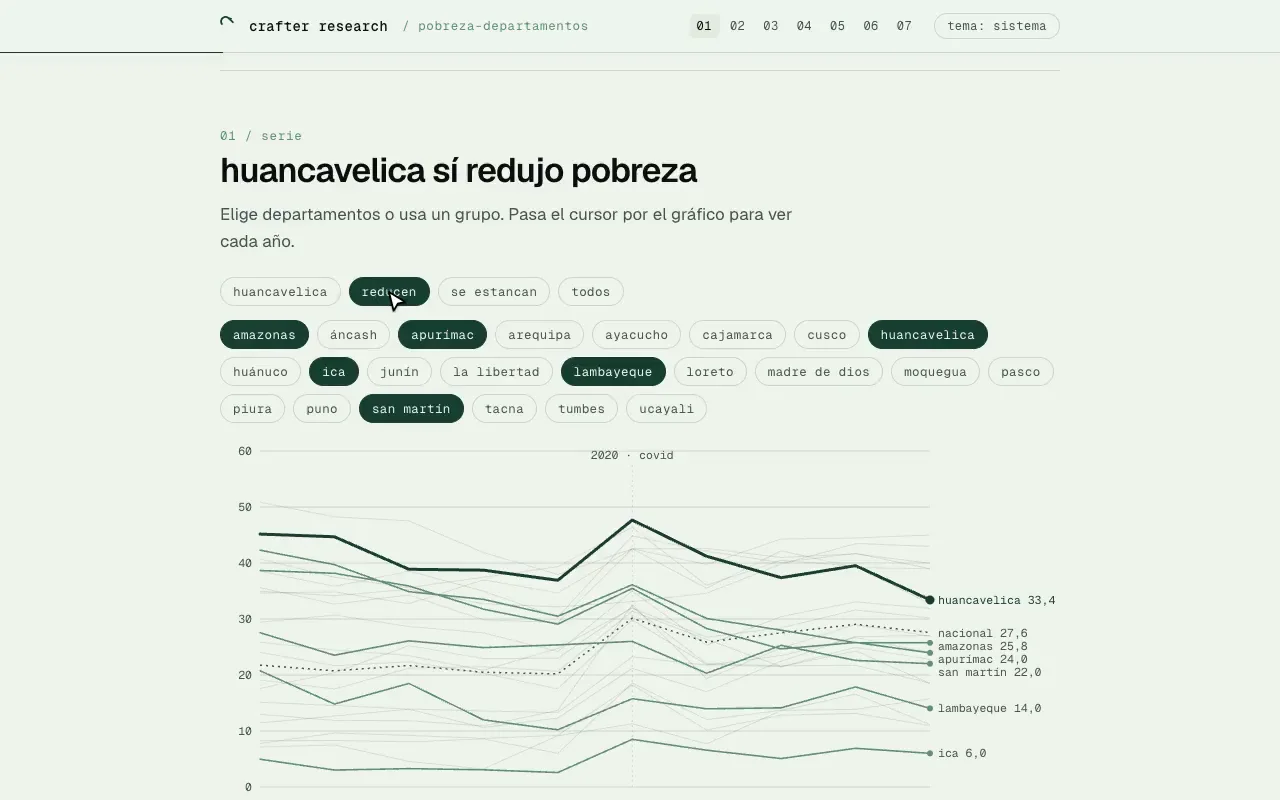 crafter research / pobreza-departamentos 01 02 03 04 05 06 07 tema: sistema
01 / serie
huancavelica sí redujo pobreza
Elige departamentos o usa un grupo. Pasa el cursor por el gráfico para ver
cada año.
huancavelica reducen se estancan todos
amazonas áncash apurímac arequipa ayacucho cajamarca cusco huancavelica
huánuco ica junín la libertad lambayeque loreto madre de dios moquegua pasco
piura puno san martín tacna tumbes ucayali
60
2020 · covid
50
40
30
20
10
0
huancavelica 33,4
nacional 27,6
amazonas 25,8
apurímac 24,0
san martín 22,0
lambayeque 14,0
ica 6,0